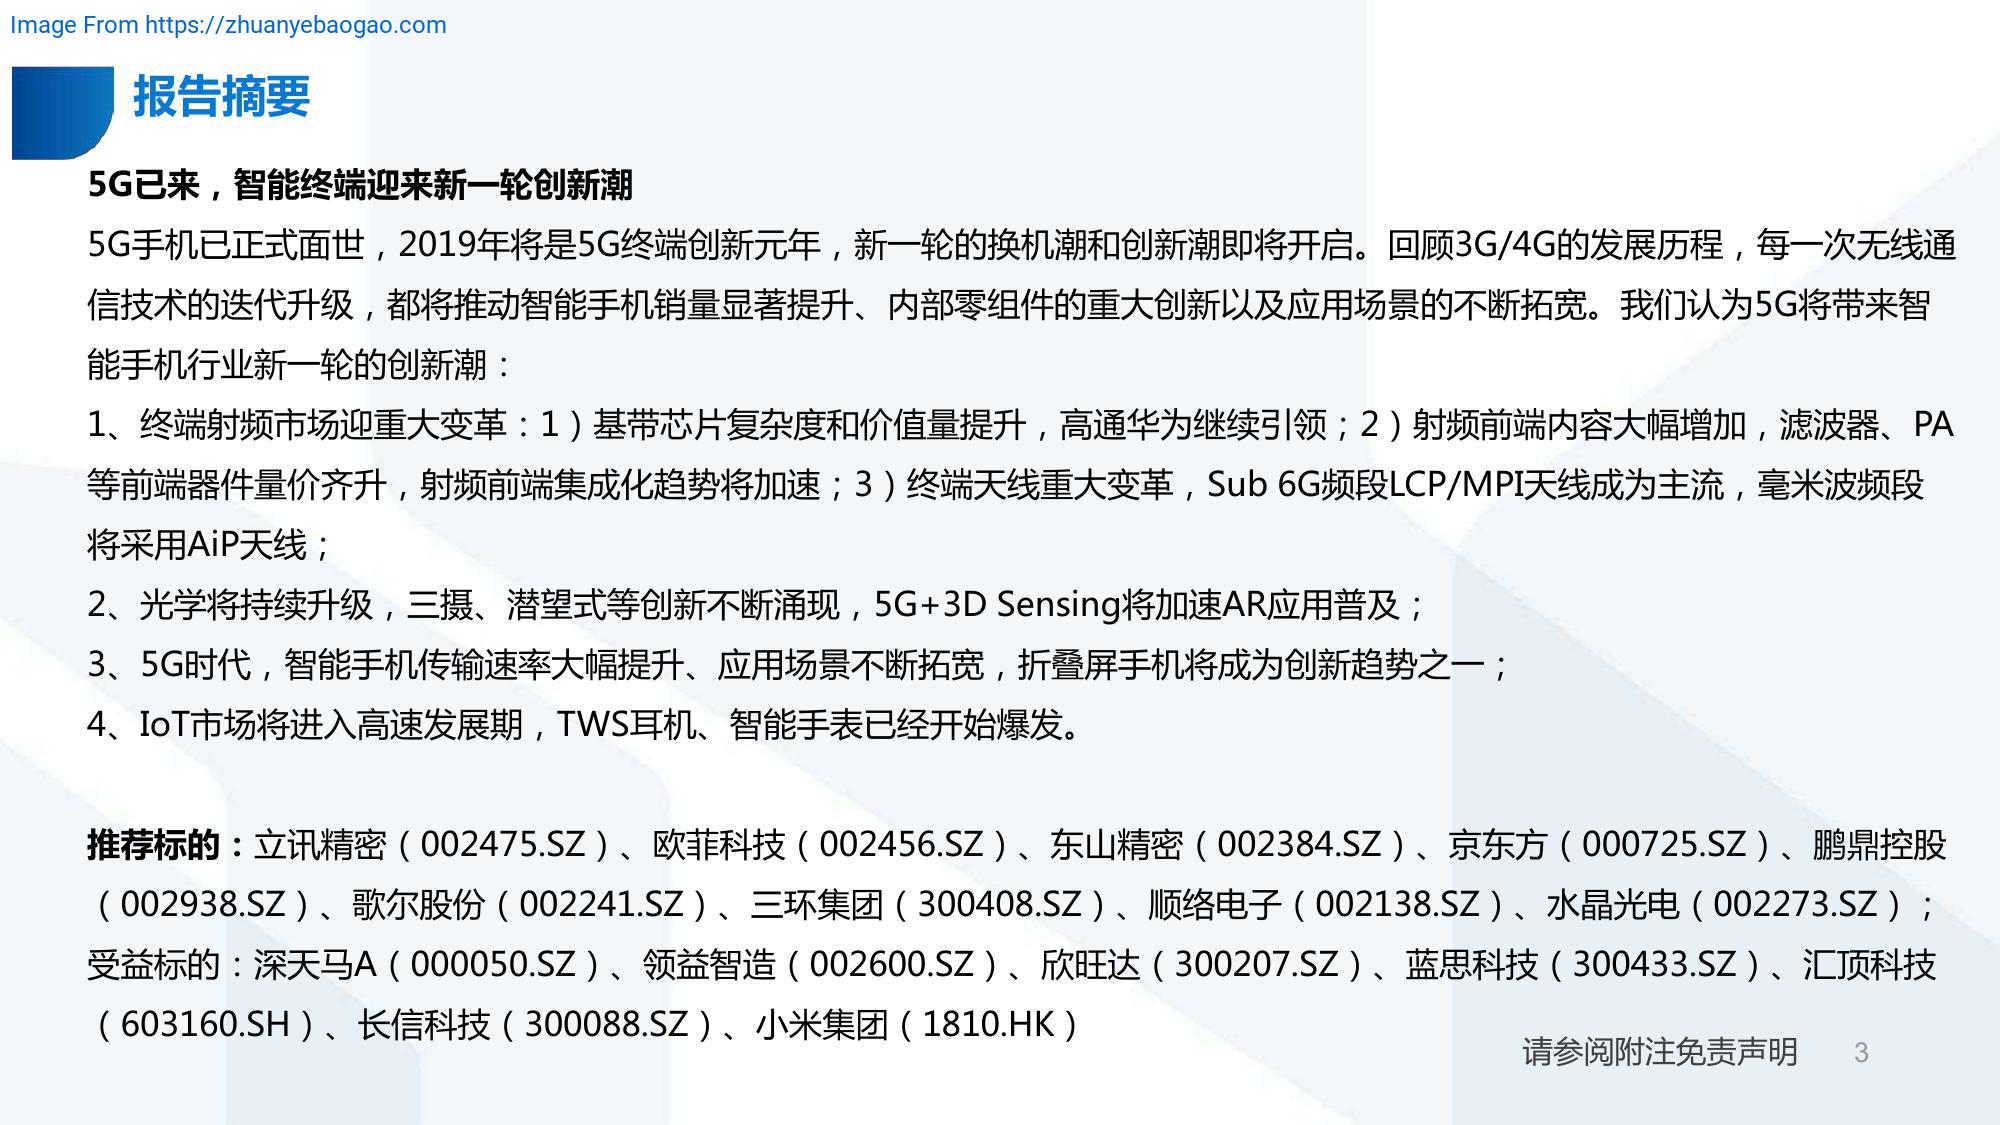 Image From https://zhuanyebaogao.com
报告摘要
5G已来，智能终端迎来新一轮创新潮
5G手机已正式面世，2019年将是5G终端创新元年，新一轮的换机潮和创新潮即将开启。回顾3G/4G的发展历程，每一次无线通
信技术的迭代升级，都将推动智能手机销量显著提升、内部零组件的重大创新以及应用场景的不断拓宽。我们认为5G将带来智
能手机行业新一轮的创新潮：
1、终端射频市场迎重大变革：1）基带芯片复杂度和价值量提升，高通华为继续引领；2）射频前端内容大幅增加，滤波器、PA
等前端器件量价齐升，射频前端集成化趋势将加速；3）终端天线重大变革，Sub 6G频段LCP/MPI天线成为主流，毫米波频段
将采用AiP天线；
2、光学将持续升级，三摄、潜望式等创新不断涌现，5G+3D Sensing将加速AR应用普及；
3、5G时代，智能手机传输速率大幅提升、应用场景不断拓宽，折叠屏手机将成为创新趋势之一；
4、IoT市场将进入高速发展期，TWS耳机、智能手表已经开始爆发。
推荐标的：立讯精密（002475.SZ）、欧菲科技（002456.SZ）、东山精密（002384.SZ）、京东方（000725.SZ）、鹏鼎控股
（002938.SZ）、歌尔股份（002241.SZ）、三环集团（300408.SZ）、顺络电子（002138.SZ）、水晶光电（002273.SZ）；
受益标的：深天马A（000050.SZ）、领益智造（002600.SZ）、欣旺达（300207.SZ）、蓝思科技（300433.SZ）、汇顶科技
（603160.SH）、长信科技（300088.SZ）、小米集团（1810.HK）
请参阅附注免责声明 3